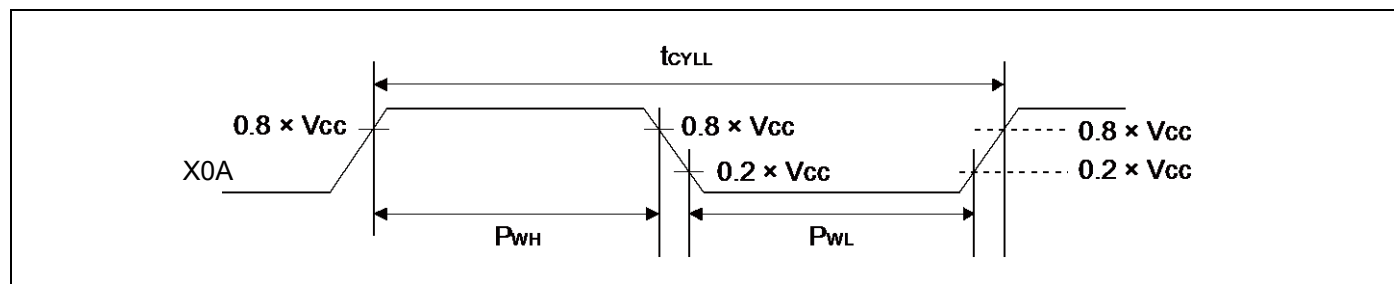 tCYLL
0.8 × Vcc
0.8 × Vcc
0.8 × Vcc
X0A
0.2 × Vcc
0.2 × Vcc
PWH
PWL